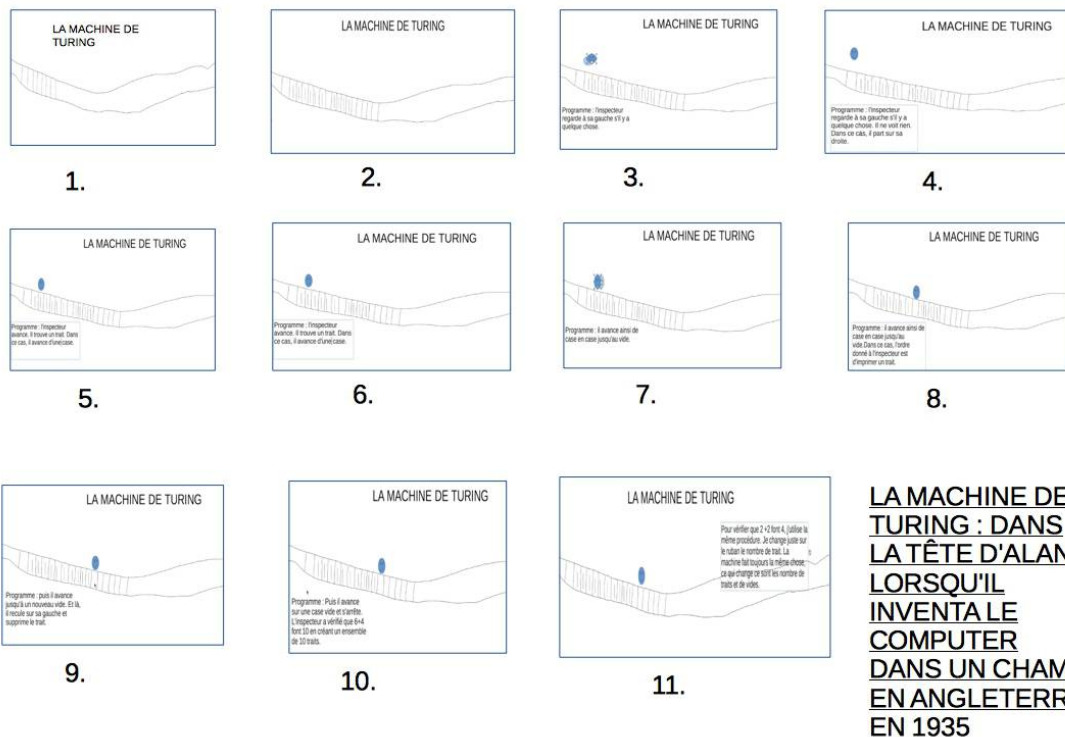 LA MACHINE DE
TURING
1.
LA MACHINE DE TURING
2.
LA MACHINE DE TURING
Programme : l'inspecteur
regarde à sa gauche s'il y a
quelque chose.
3.
LA MACHINE DE TURING
Programme : l'inspecteur
regarde à sa gauche s'il y a
quelque chose. Il ne voit rien.
Dans ce cas, il part sur sa
droite.
4.
LA MACHINE DE TURING
Programme : l'inspecteur
avance. Il trouve un trait. Dans
ce cas, il avance d'une case.
5.
LA MACHINE DE TURING
Programme : l'inspecteur
avance. Il trouve un trait. Dans
ce cas, il avance d'une case.
6.
LA MACHINE DE TURING
Programme : il avance ainsi de
case en case jusqu'au vide.
7.
LA MACHINE DE TURING
Programme : il avance ainsi de
case en case jusqu'au
vide.Dans ce cas, l'ordre
donné à l'inspecteur est
d'imprimer un trait.
8.
LA MACHINE DE TURING
Programme : puis il avance
jusqu'à un nouveau vide. Et là,
il recule sur sa gauche et
supprime le trait.
9.
LA MACHINE DE TURING
Programme : Puis il avance
sur une case vide et s'arrête.
L'inspecteur a vérifié que 6+4
font 10 en créant un ensemble
de 10 traits.
10.
LA MACHINE DE TURING
Pour vérifier que 2 +2 font 4, j'utilise la
même procédure. Je change juste sur
le ruban le nombre de trait. La
machine fait toujours la même chose,
ce qui change ce sont les nombre de
traits et de vides.
11.
LA MACHINE DE
TURING : DANS
LA TÊTE D'ALAN
LORSQU'IL
INVENTA LE
COMPUTER
DANS UN CHAM
EN ANGLETERR
EN 1935